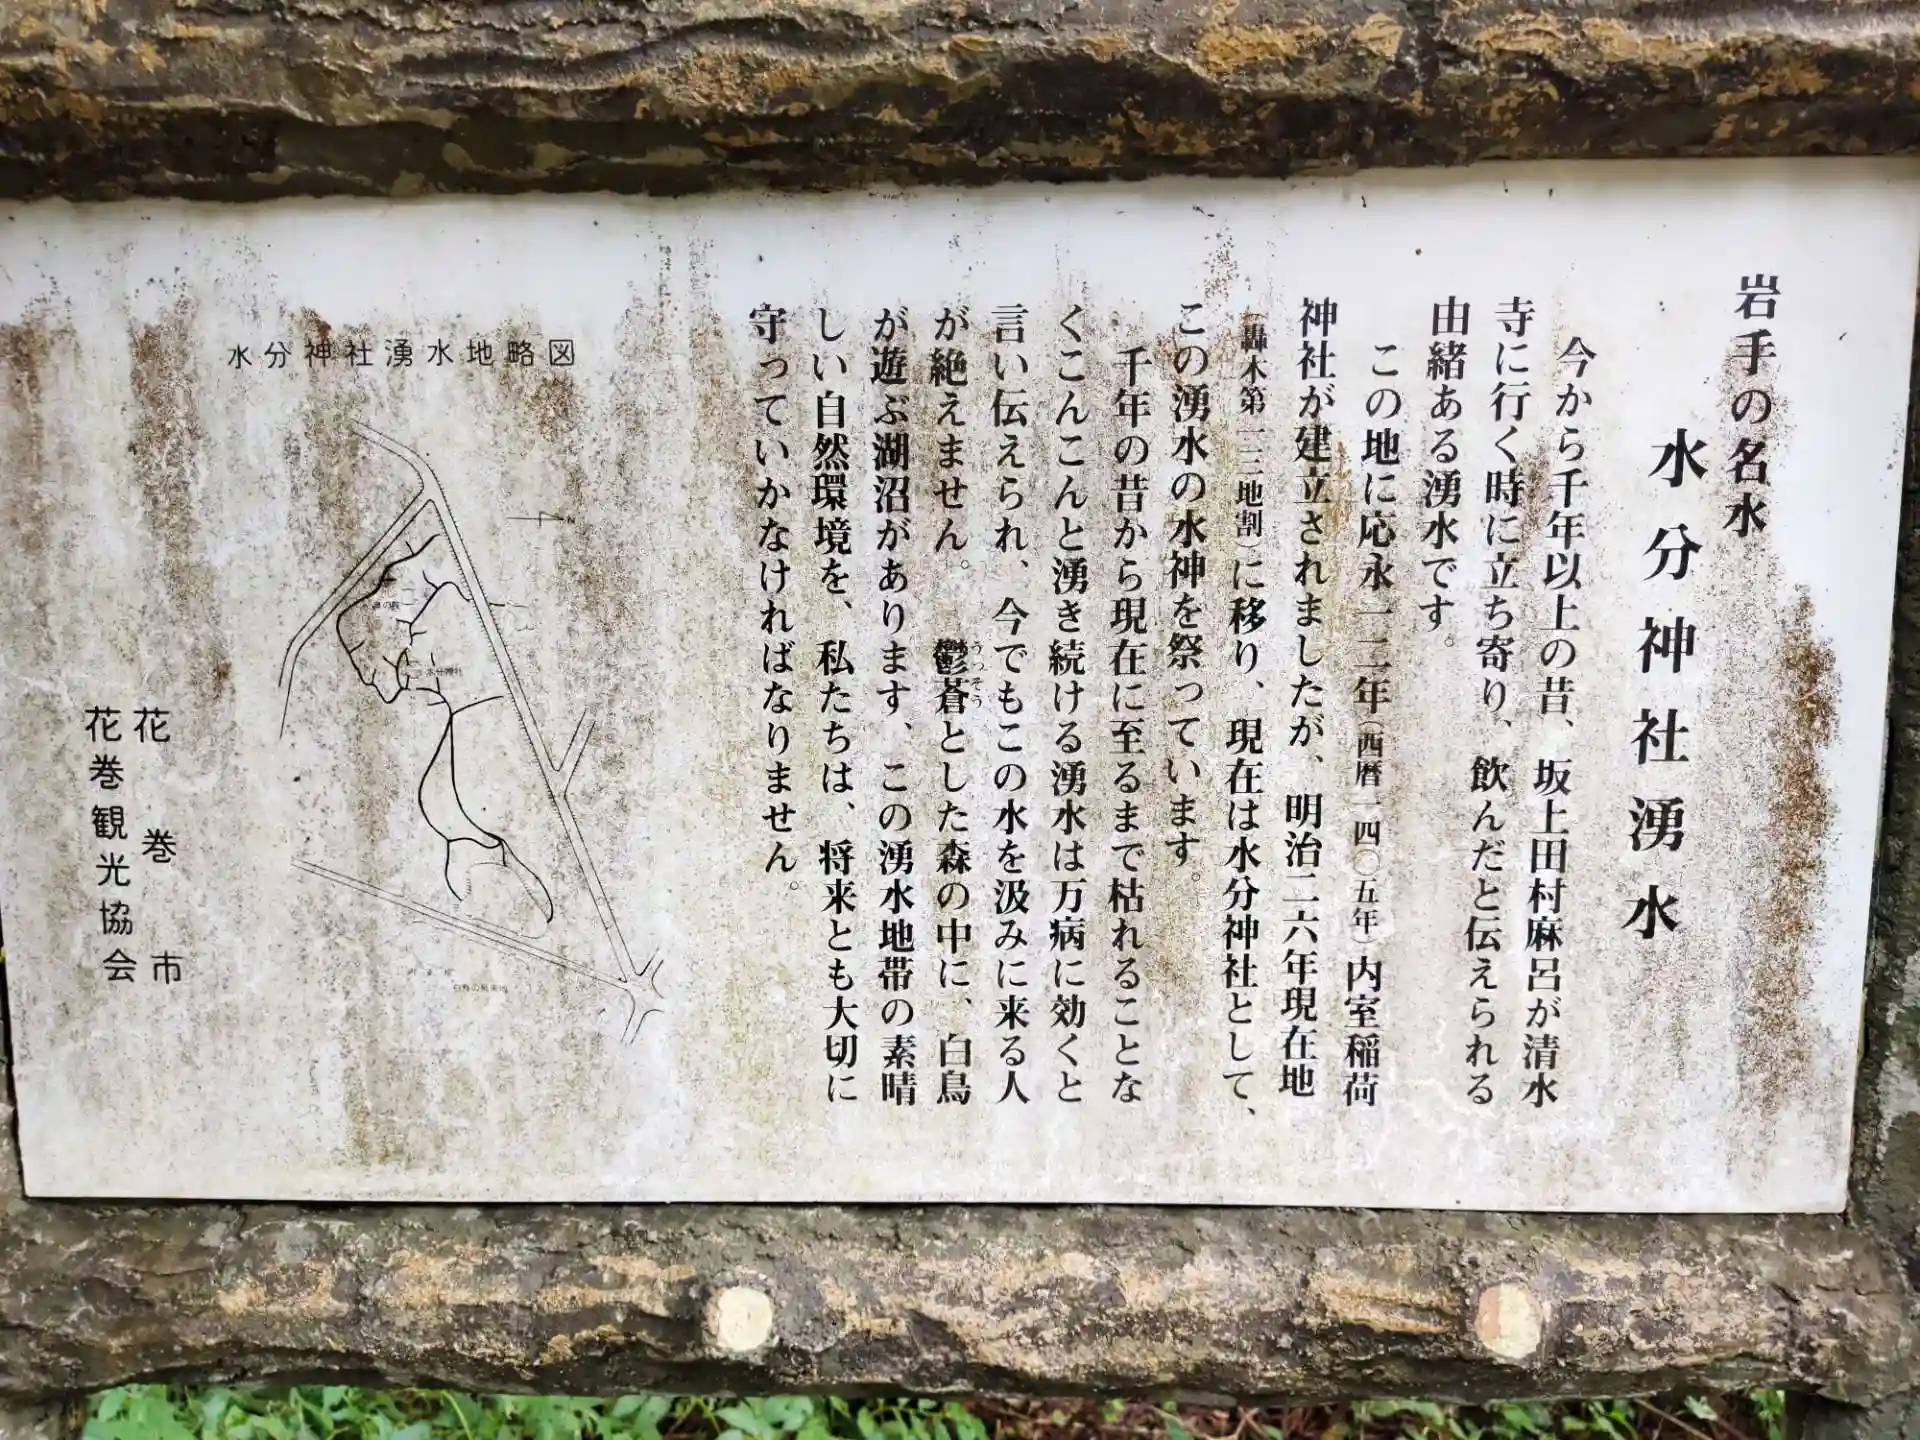 岩手の名水
水分神社湧水
今から千年以上の昔、坂上田村麻呂が清水
寺に行く時に立ち寄り、飲んだと伝えられる
由緒ある湧水です。
この地に応永一二年(西暦一四〇五年)内室稲荷
神社が建立されましたが、明治二六年現在地
(轟木第一三地割)に移り、現在は水分神社として、
この湧水の水神を祭っています。
千年の昔から現在に至るまで枯れることな
くこんこんと湧き続ける湧水は万病に効くと
言い伝えられ、今でもこの水を汲みに来る人
が絶えません。鬱蒼とした森の中に、白鳥
うっそう
が遊ぶ湖沼があります、この湧水地帯の素晴
しい自然環境を、私たちは、将来とも大切に
守っていかなければなりません。
水分神社湧水地略図
N
水分神社
花巻市
花巻観光協会